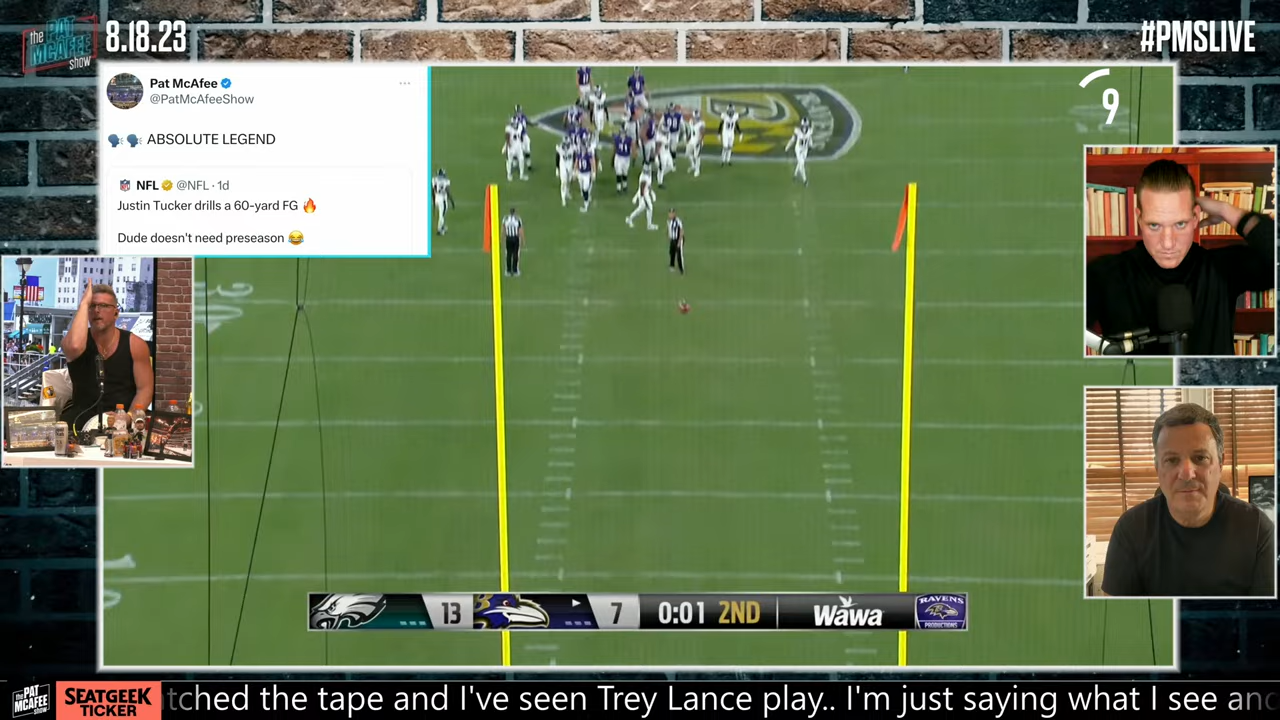 the PAT MCAFEE show
8.18.23
#PMSLIVE
Pat McAfee
@PatMcAfeeShow
ABSOLUTE LEGEND
NFL @NFL · 1d
Justin Tucker drills a 60-yard FG 🔥
Dude doesn't need preseason 😂
9
13 7 0:01 2ND Wawa RAVENS PRODUCTIONS
the PAT MCAFEE show SEATGEEK TICKER tched the tape and I've seen Trey Lance play.. I'm just saying what I see and